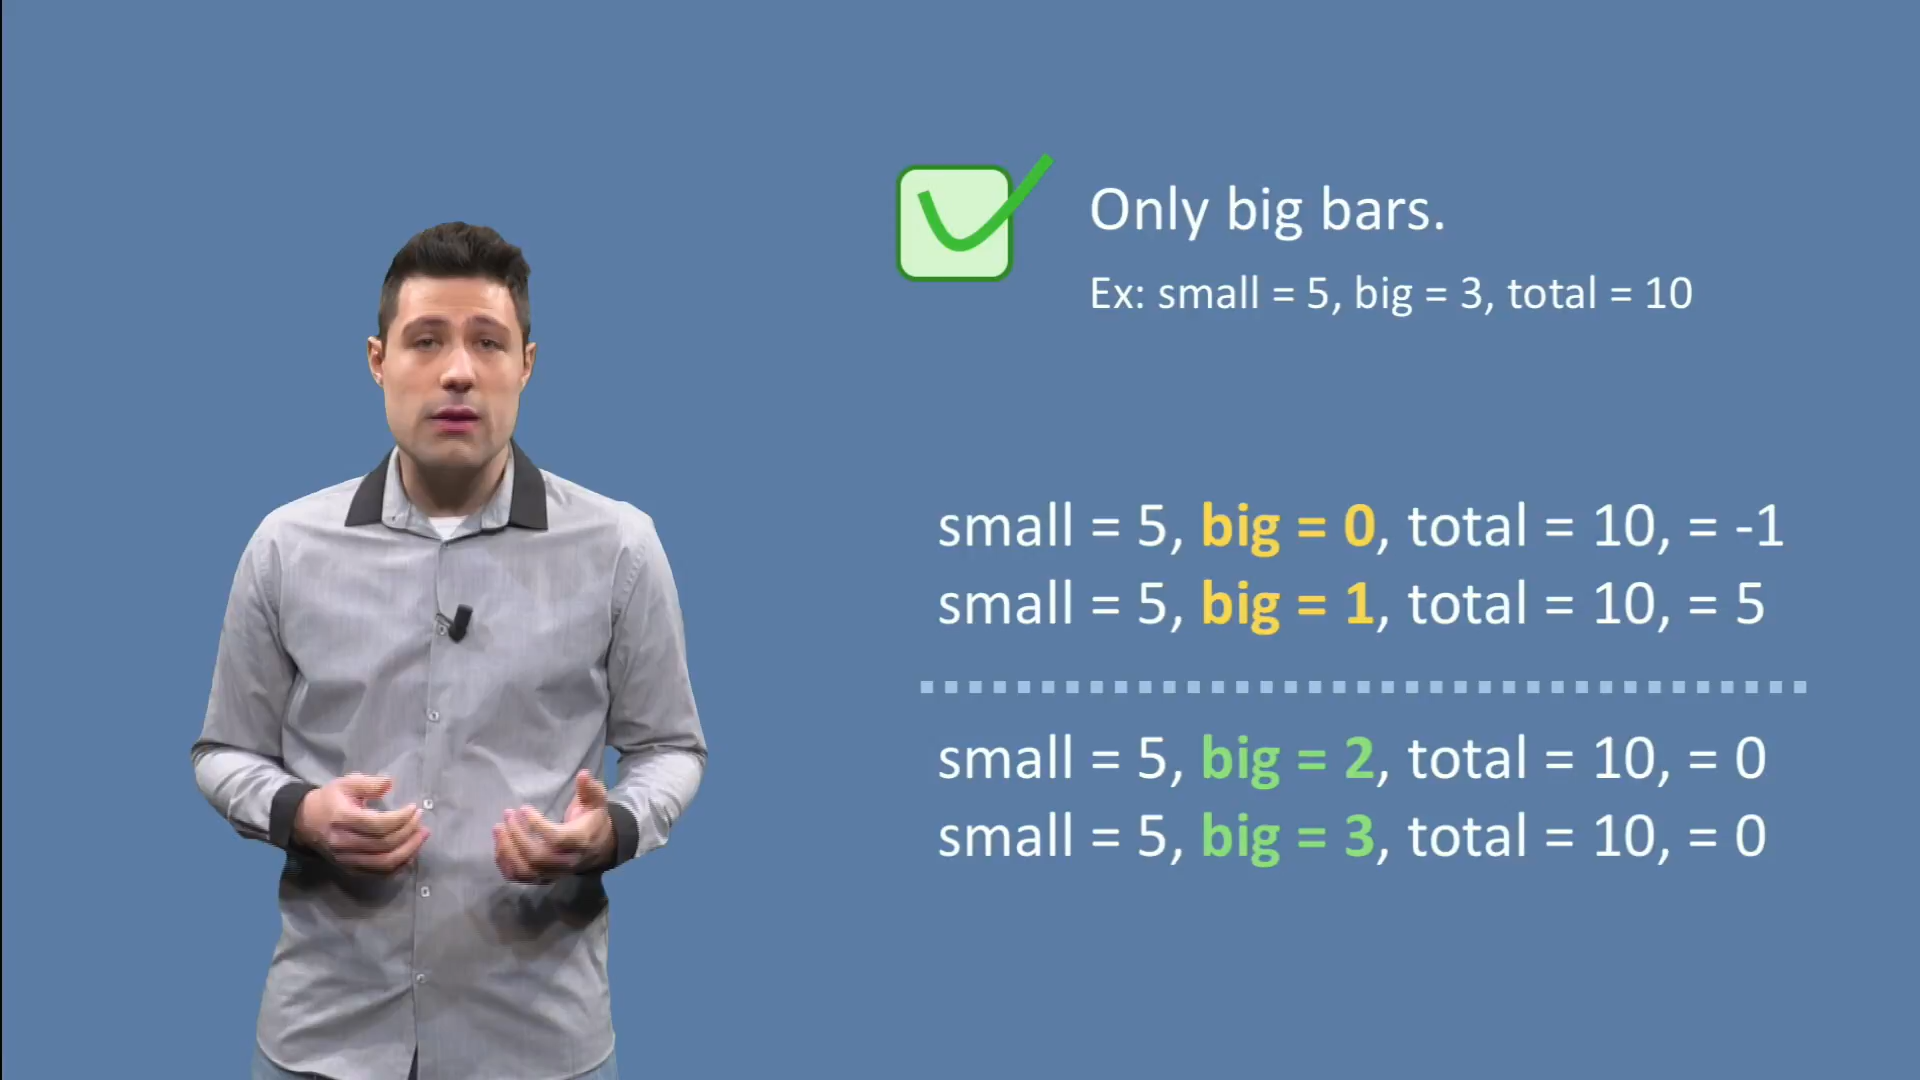 Only big bars.
Ex: small = 5, big = 3, total = 10
small = 5, big = 0, total = 10, = -1
small = 5, big = 1, total = 10, = 5
small = 5, big = 2, total = 10, = 0
small = 5, big = 3, total = 10, = 0